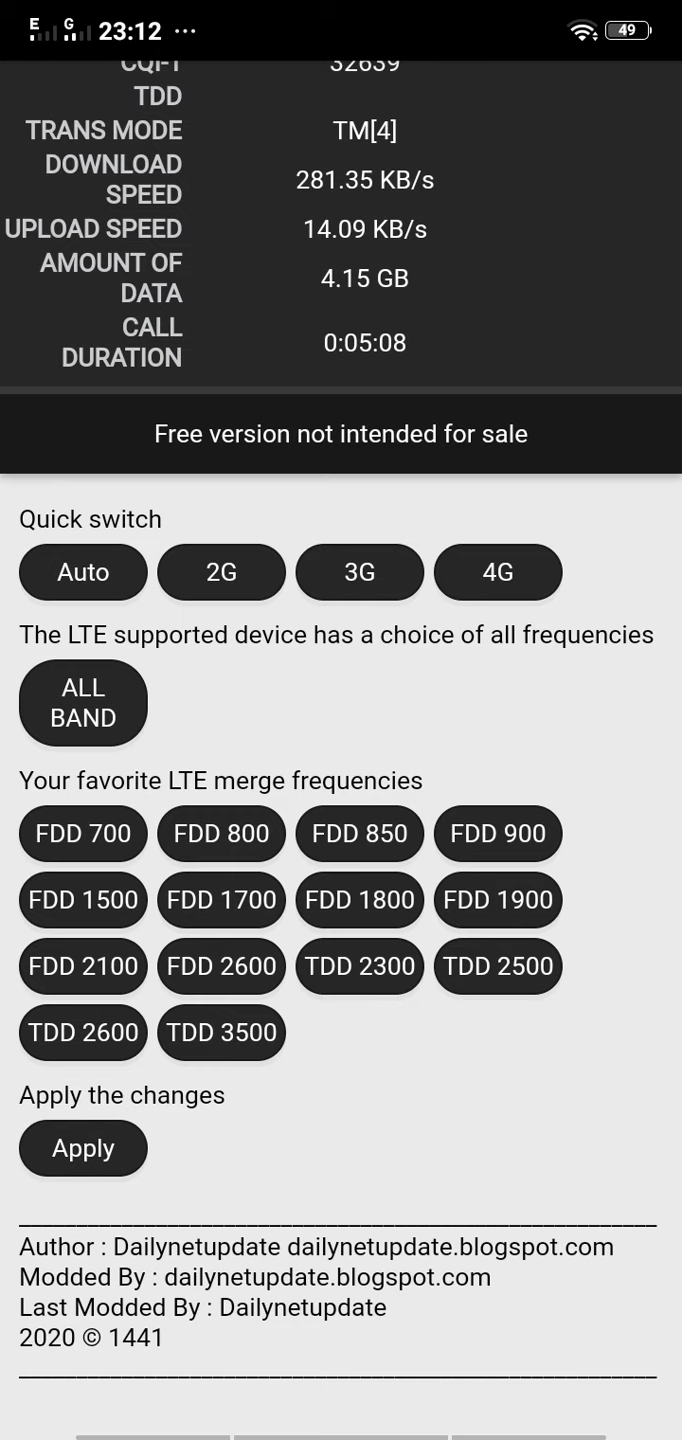 E G 23:12 ... 49
CQI-1 32639
TDD
TRANS MODE TM[4]
DOWNLOAD
SPEED 281.35 KB/s
UPLOAD SPEED 14.09 KB/s
AMOUNT OF
DATA 4.15 GB
CALL
DURATION 0:05:08
Free version not intended for sale
Quick switch
Auto 2G 3G 4G
The LTE supported device has a choice of all frequencies
ALL
BAND
Your favorite LTE merge frequencies
FDD 700 FDD 800 FDD 850 FDD 900
FDD 1500 FDD 1700 FDD 1800 FDD 1900
FDD 2100 FDD 2600 TDD 2300 TDD 2500
TDD 2600 TDD 3500
Apply the changes
Apply
Author : Dailynetupdate dailynetupdate.blogspot.com
Modded By : dailynetupdate.blogspot.com
Last Modded By : Dailynetupdate
2020 © 1441